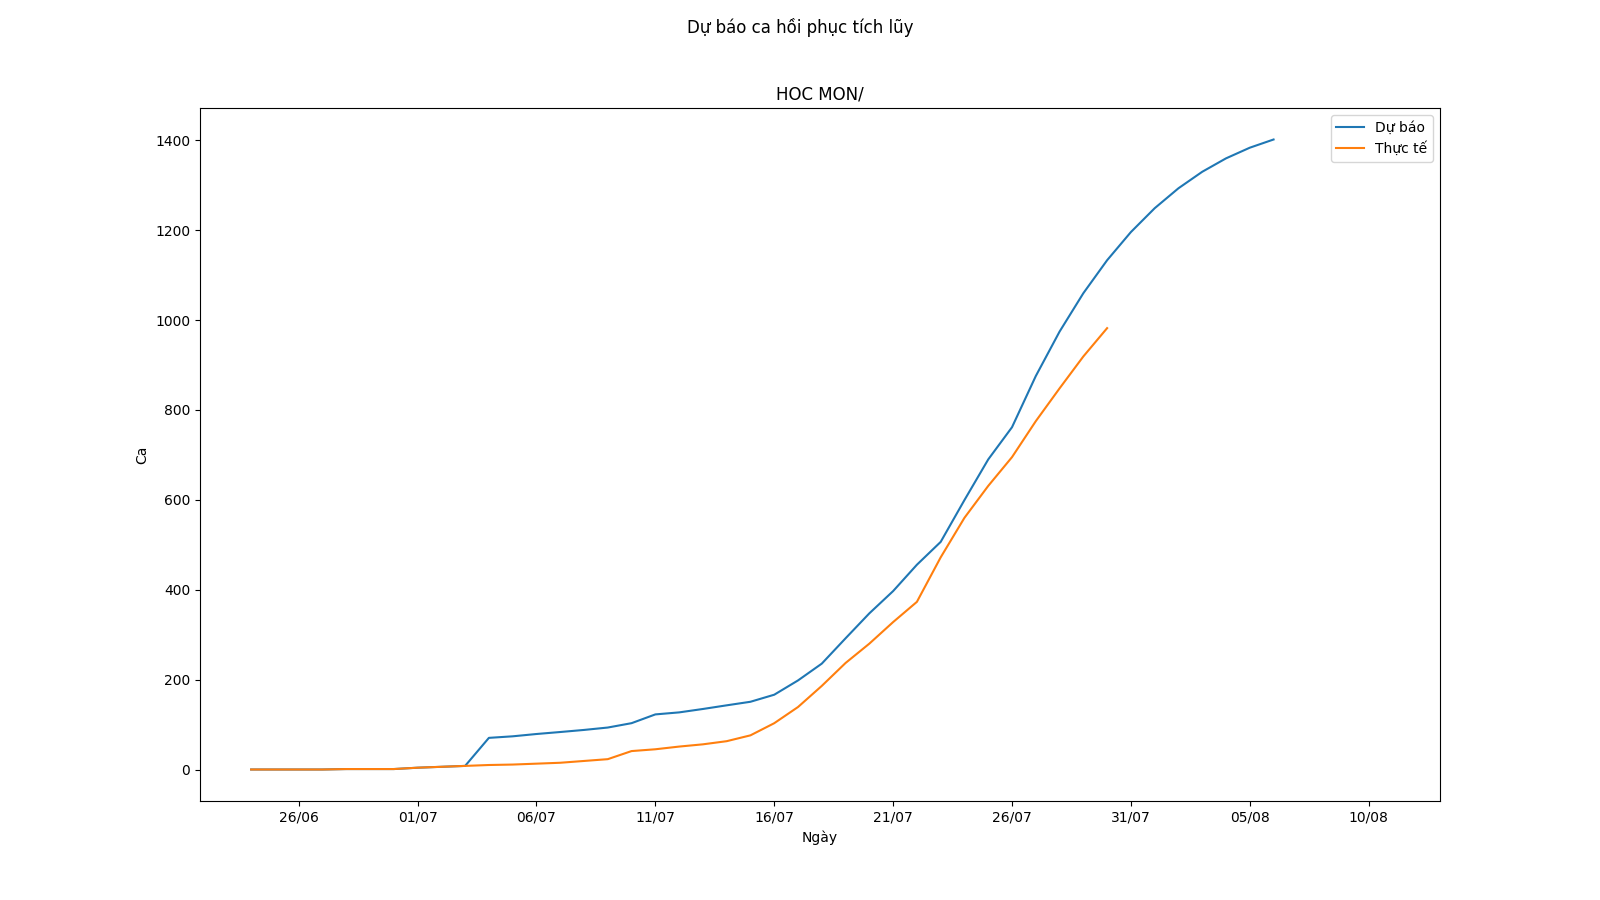 Dự báo ca hồi phục tích lũy
HOC MON/
Dự báo
Thực tế
1400
1200
1000
800
600
400
200
0
Ca
26/06 01/07 06/07 11/07 16/07 21/07 26/07 31/07 05/08 10/08
Ngày